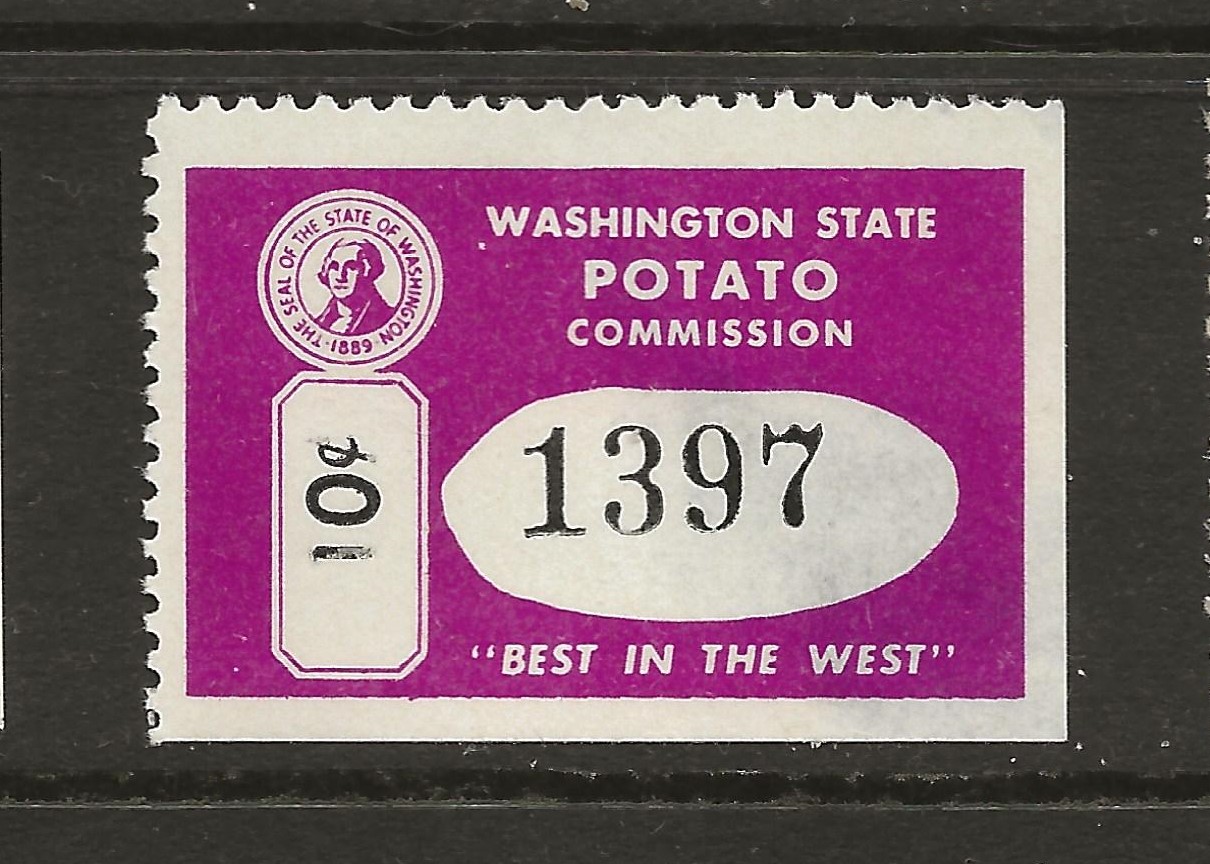 THE SEAL OF THE STATE OF WASHINGTON · 1889 ·
WASHINGTON STATE
POTATO
COMMISSION
10¢
1397
“BEST IN THE WEST”